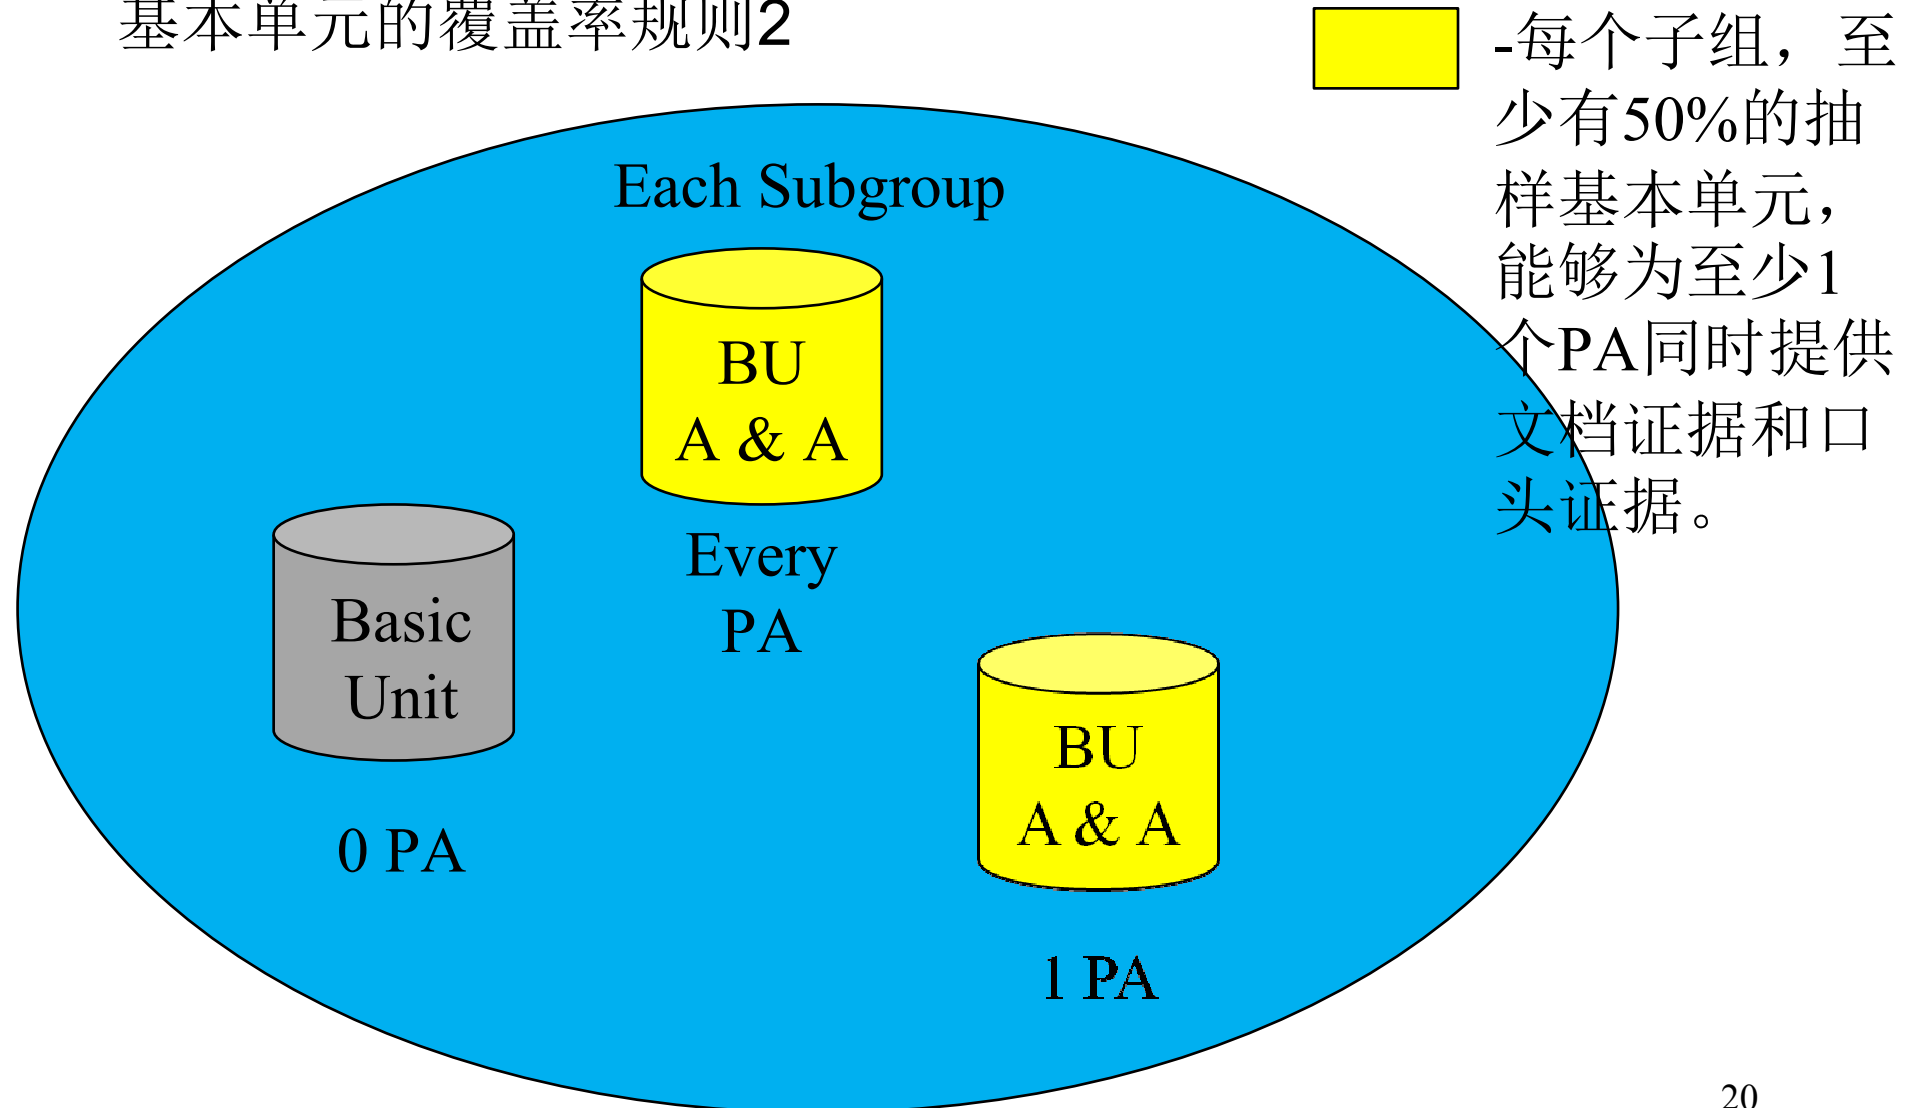 基本单元的覆盖率规则2
-每个子组，至
少有50%的抽
样基本单元，
能够为至少1
个PA同时提供
文档证据和口
头证据。
Each Subgroup
BU
A & A
Every
PA
Basic
Unit
0 PA
BU
A & A
1 PA
20